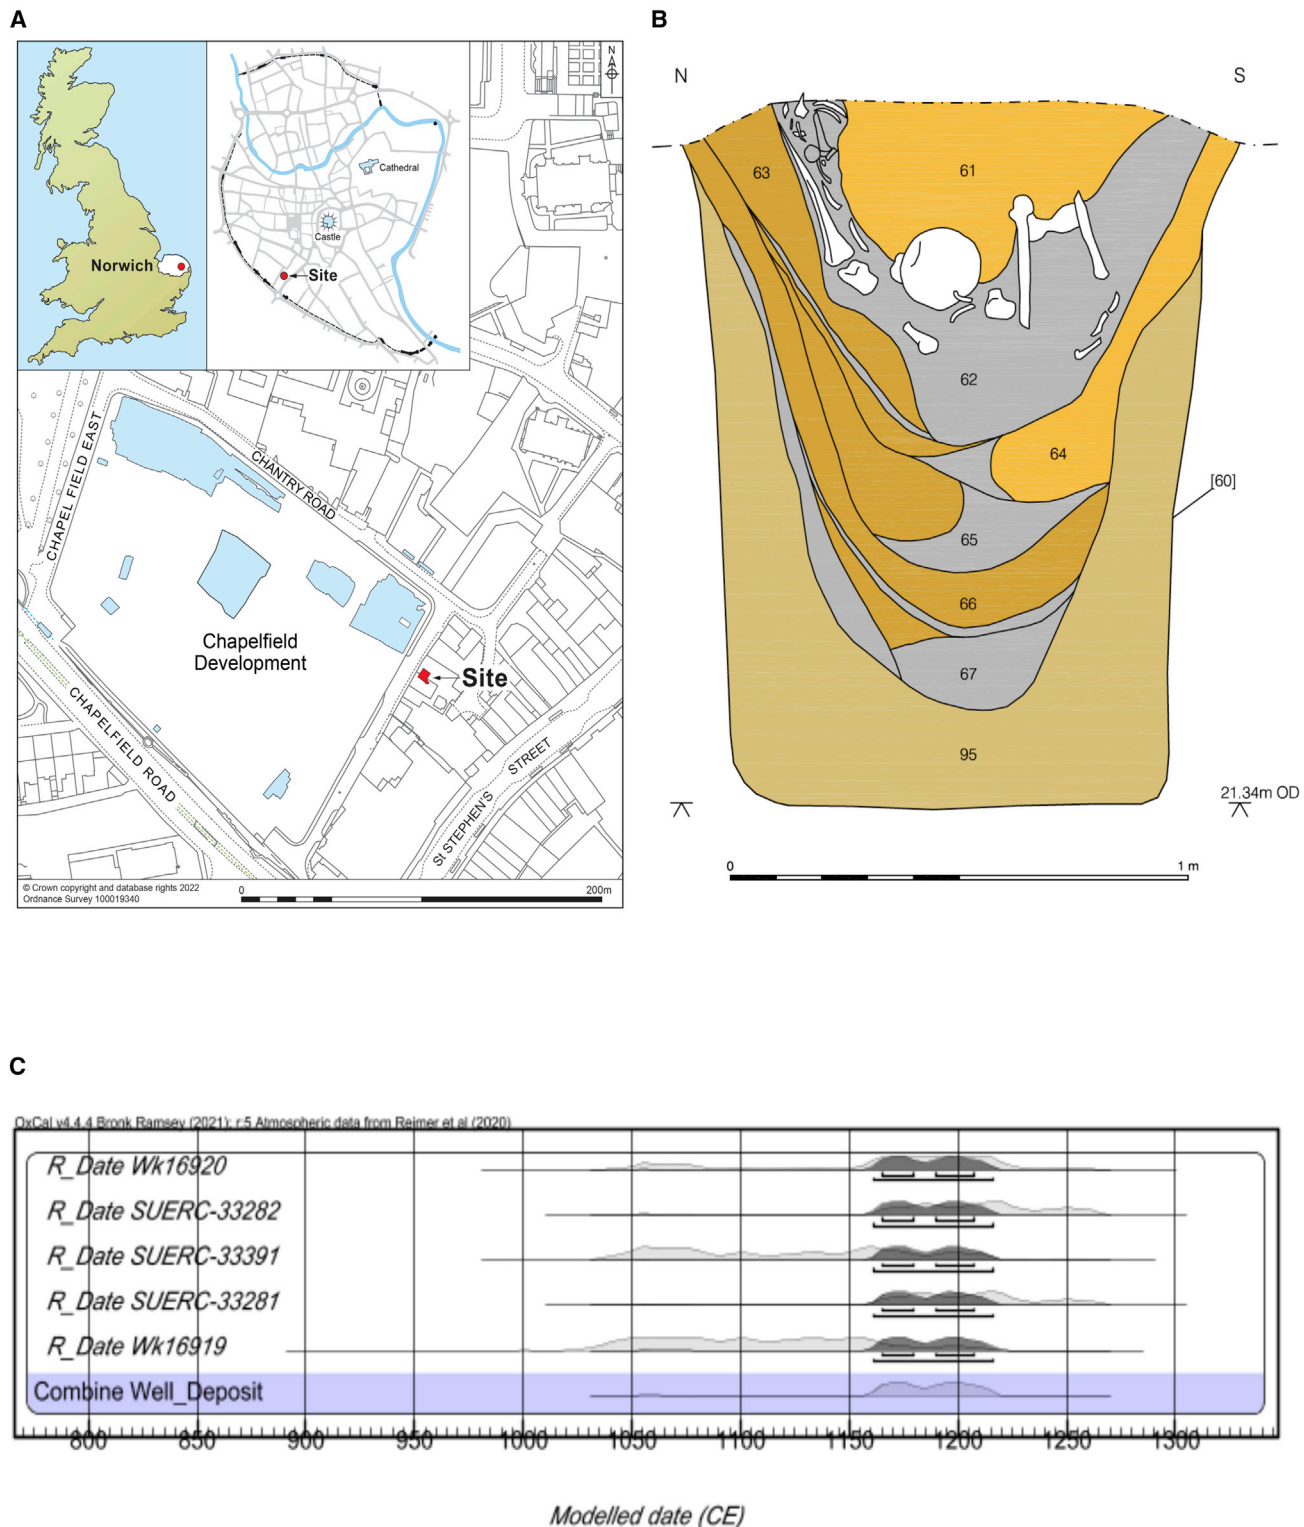 A
N
Norwich
Cathedral
Castle
Site
CHAPEL FIELD EAST
CHANTRY ROAD
Chapelfield
Development
Site
CHAPELFIELD ROAD
St STEPHEN'S STREET
© Crown copyright and database rights 2022
Ordnance Survey 100019340
0 200m
B
N S
63 61
62
64
[60]
65
66
67
95
21.34m OD
0 1 m
C
OxCal v4.4.4 Bronk Ramsey (2021); r:5 Atmospheric data from Reimer et al (2020)
R_Date Wk16920
R_Date SUERC-33282
R_Date SUERC-33391
R_Date SUERC-33281
R_Date Wk16919
Combine Well_Deposit
800 850 900 950 1000 1050 1100 1150 1200 1250 1300
Modelled date (CE)